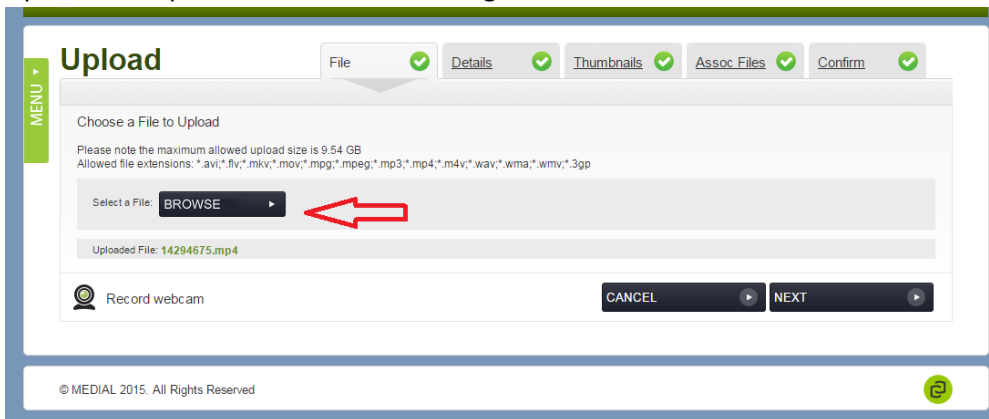 Upload
File
Details
Thumbnails
Assoc Files
Confirm
MENU
Choose a File to Upload
Please note the maximum allowed upload size is 9.54 GB
Allowed file extensions: *.avi;*.flv;*.mkv;*.mov;*.mpg;*.mpeg;*.mp3;*.mp4;*.m4v;*.wav;*.wma;*.wmv;*.3gp
Select a File: BROWSE
Uploaded File: 14294675.mp4
Record webcam
CANCEL
NEXT
© MEDIAL 2015. All Rights Reserved